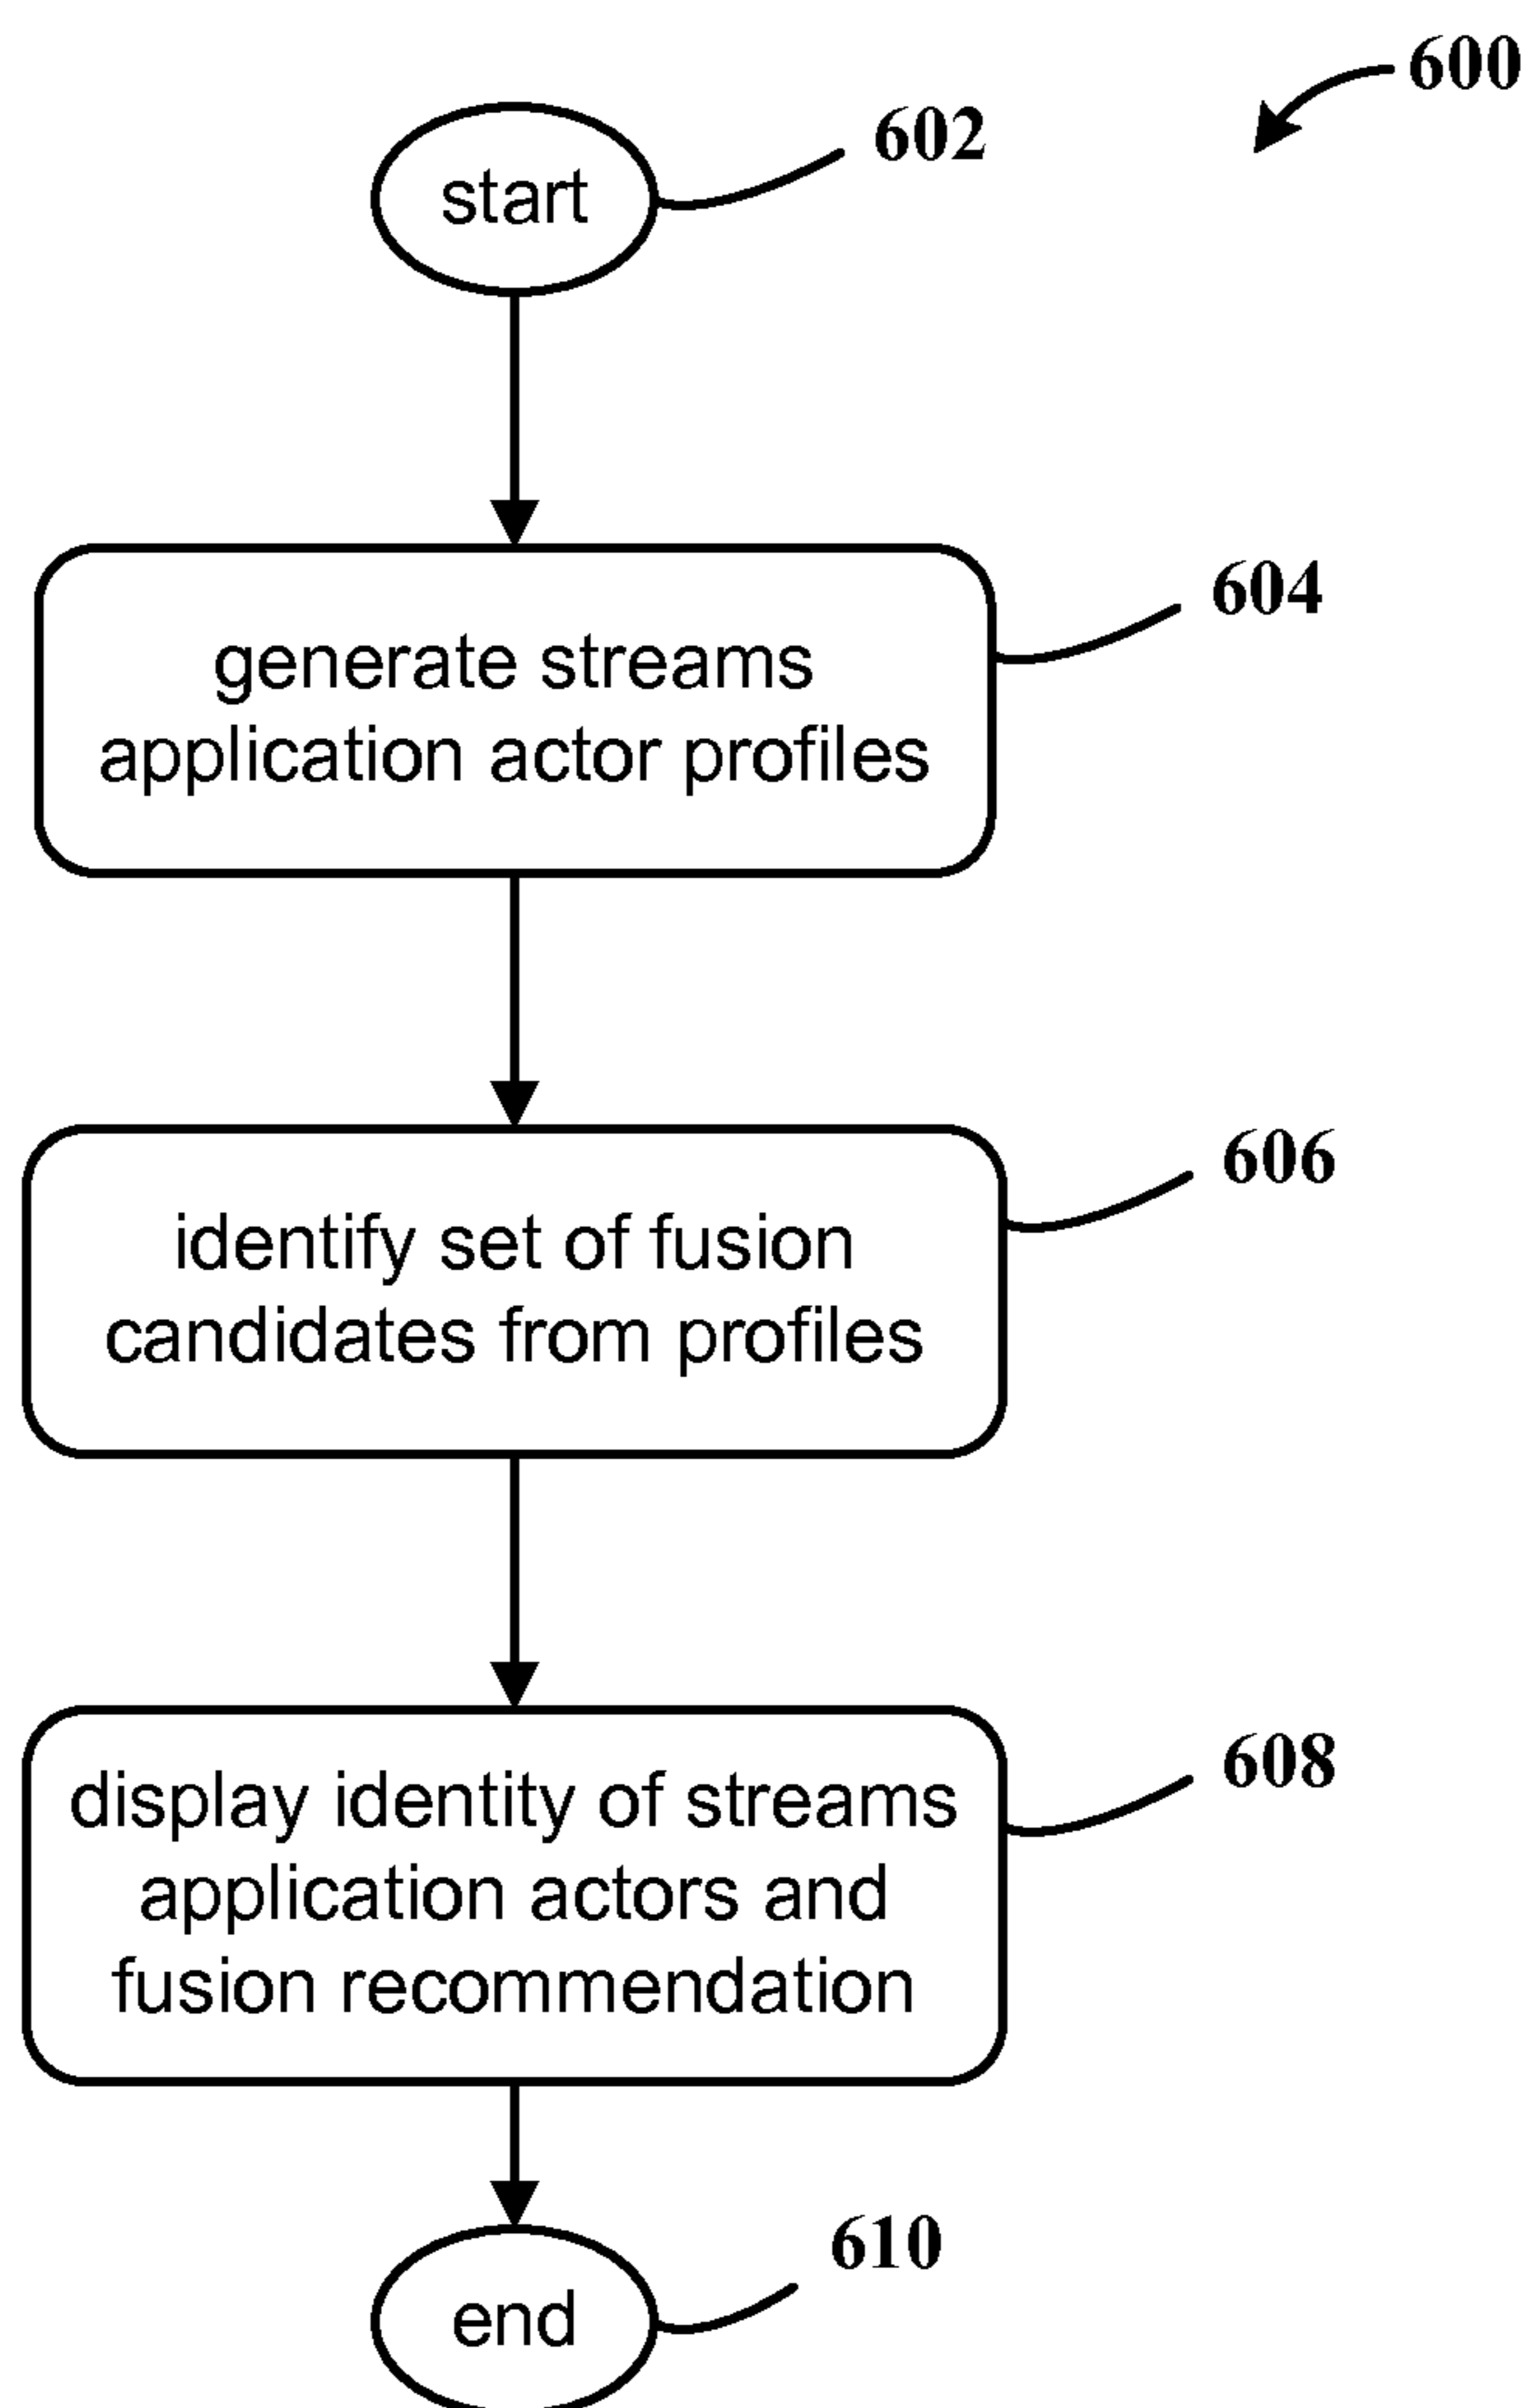 600
602
start
604
generate streams
application actor profiles
606
identify set of fusion
candidates from profiles
608
display identity of streams
application actors and
fusion recommendation
610
end